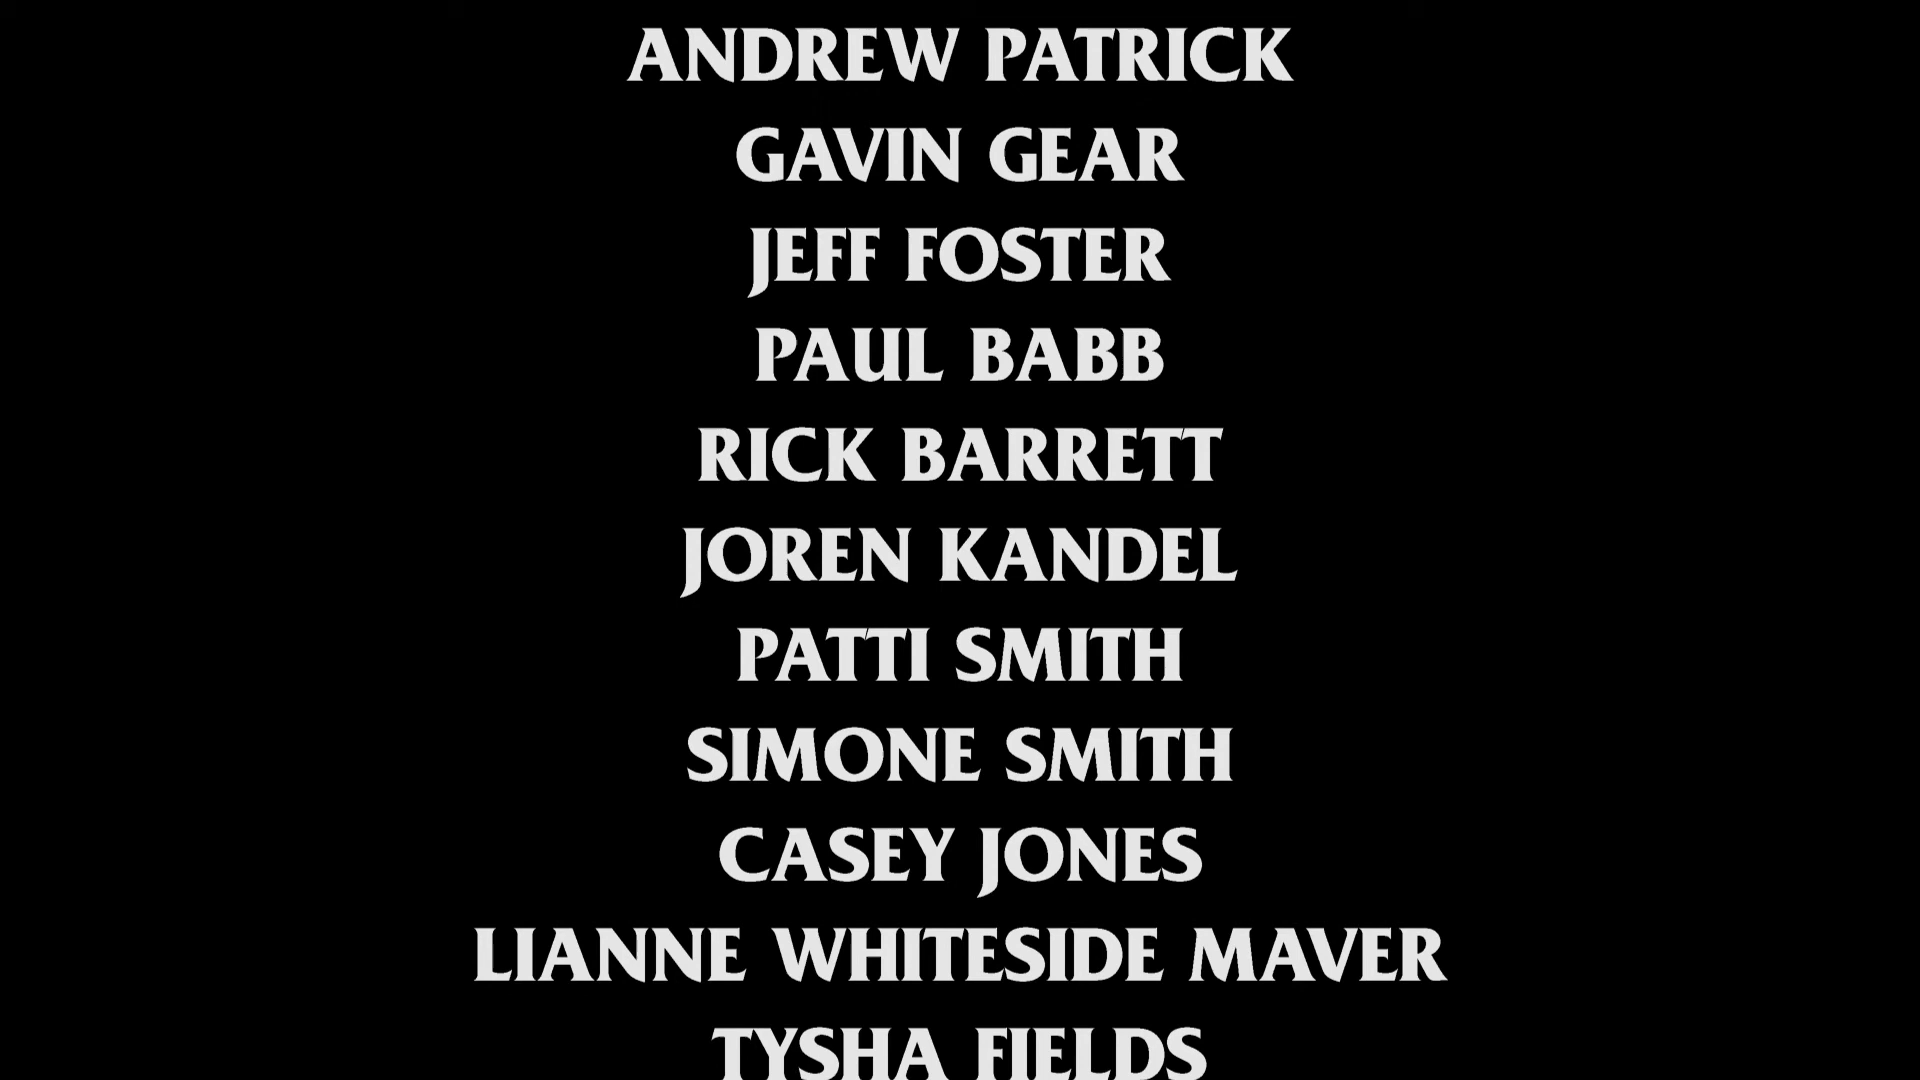 ANDREW PATRICK
GAVIN GEAR
JEFF FOSTER
PAUL BABB
RICK BARRETT
JOREN KANDEL
PATTI SMITH
SIMONE SMITH
CASEY JONES
LIANNE WHITESIDE MAVER
TYSHA FIELDS